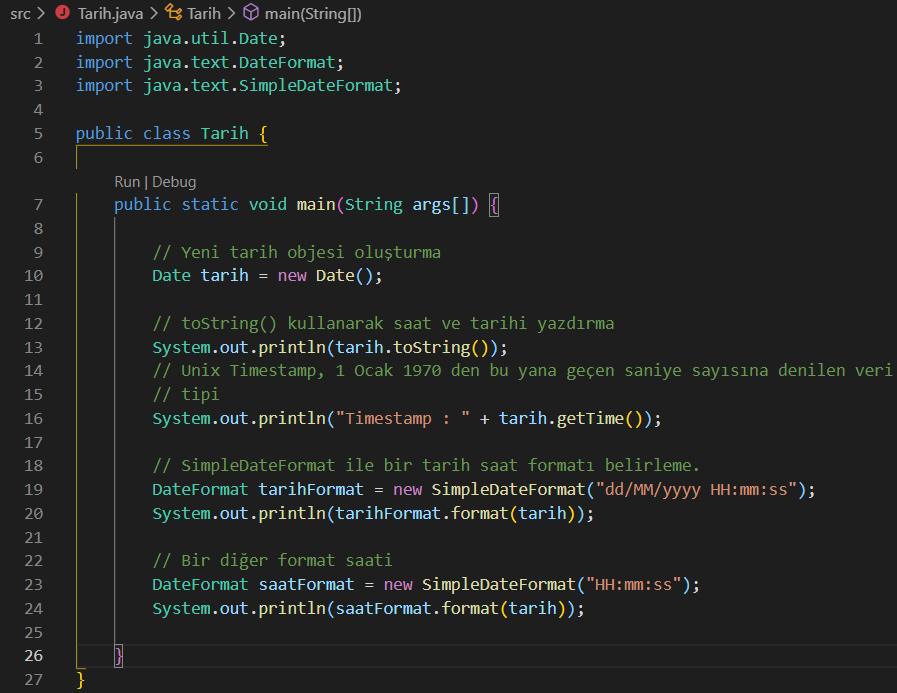 src > Tarih.java > Tarih > main(String[])
1 import java.util.Date;
2 import java.text.DateFormat;
3 import java.text.SimpleDateFormat;
4
5 public class Tarih {
6
Run | Debug
7 public static void main(String args[]) {
8
9 // Yeni tarih objesi oluşturma
10 Date tarih = new Date();
11
12 // toString() kullanarak saat ve tarihi yazdırma
13 System.out.println(tarih.toString());
14 // Unix Timestamp, 1 Ocak 1970 den bu yana geçen saniye sayısına denilen veri
15 // tipi
16 System.out.println("Timestamp : " + tarih.getTime());
17
18 // SimpleDateFormat ile bir tarih saat formatı belirleme.
19 DateFormat tarihFormat = new SimpleDateFormat("dd/MM/yyyy HH:mm:ss");
20 System.out.println(tarihFormat.format(tarih));
21
22 // Bir diğer format saati
23 DateFormat saatFormat = new SimpleDateFormat("HH:mm:ss");
24 System.out.println(saatFormat.format(tarih));
25
26 }
27 }